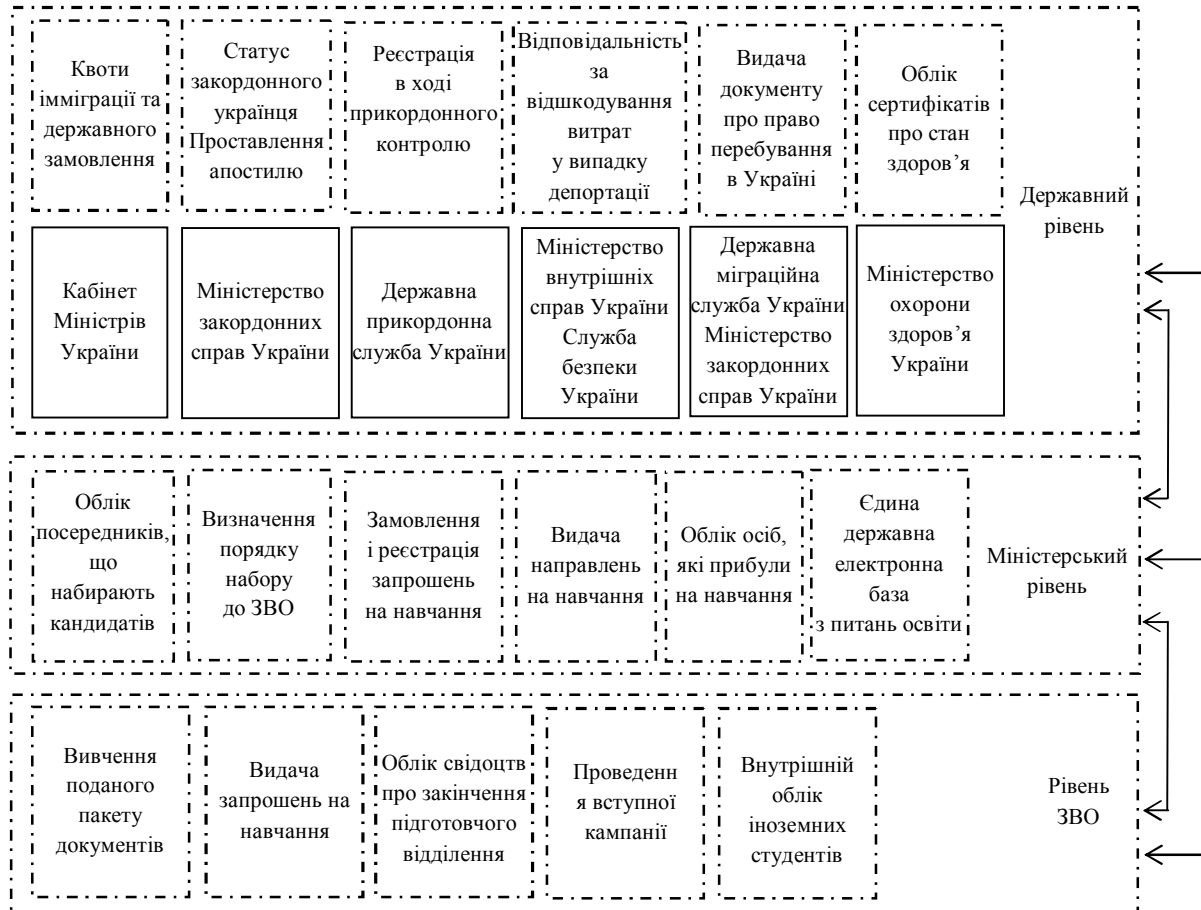 Квоти
імміграції та
державного
замовлення
Статус
закордонного
українця
Проставлення
апостилю
Реєстрація
в ході
прикордонного
контролю
Відповідальність
за
відшкодування
витрат
у випадку
депортації
Видача
документу
про право
перебування
в Україні
Облік
сертифікатів
про стан
здоров’я
Державний
рівень
Кабінет
Міністрів
України
Міністерство
закордонних
справ України
Державна
прикордонна
служба України
Міністерство
внутрішніх
справ України
Служба
безпеки
України
Державна
міграційна
служба України
Міністерство
закордонних
справ України
Міністерство
охорони
здоров’я
України
Облік
посередників,
що
набирають
кандидатів
Визначення
порядку
набору
до ЗВО
Замовлення
і реєстрація
запрошень
на навчання
Видача
направлень
на навчання
Облік осіб,
які прибули
на навчання
Єдина
державна
електронна
база
з питань освіти
Міністерський
рівень
Вивчення
поданого
пакету
документів
Видача
запрошень на
навчання
Облік свідоцтв
про закінчення
підготовчого
відділення
Проведенн
я вступної
кампанії
Внутрішній
облік
іноземних
студентів
Рівень
ЗВО